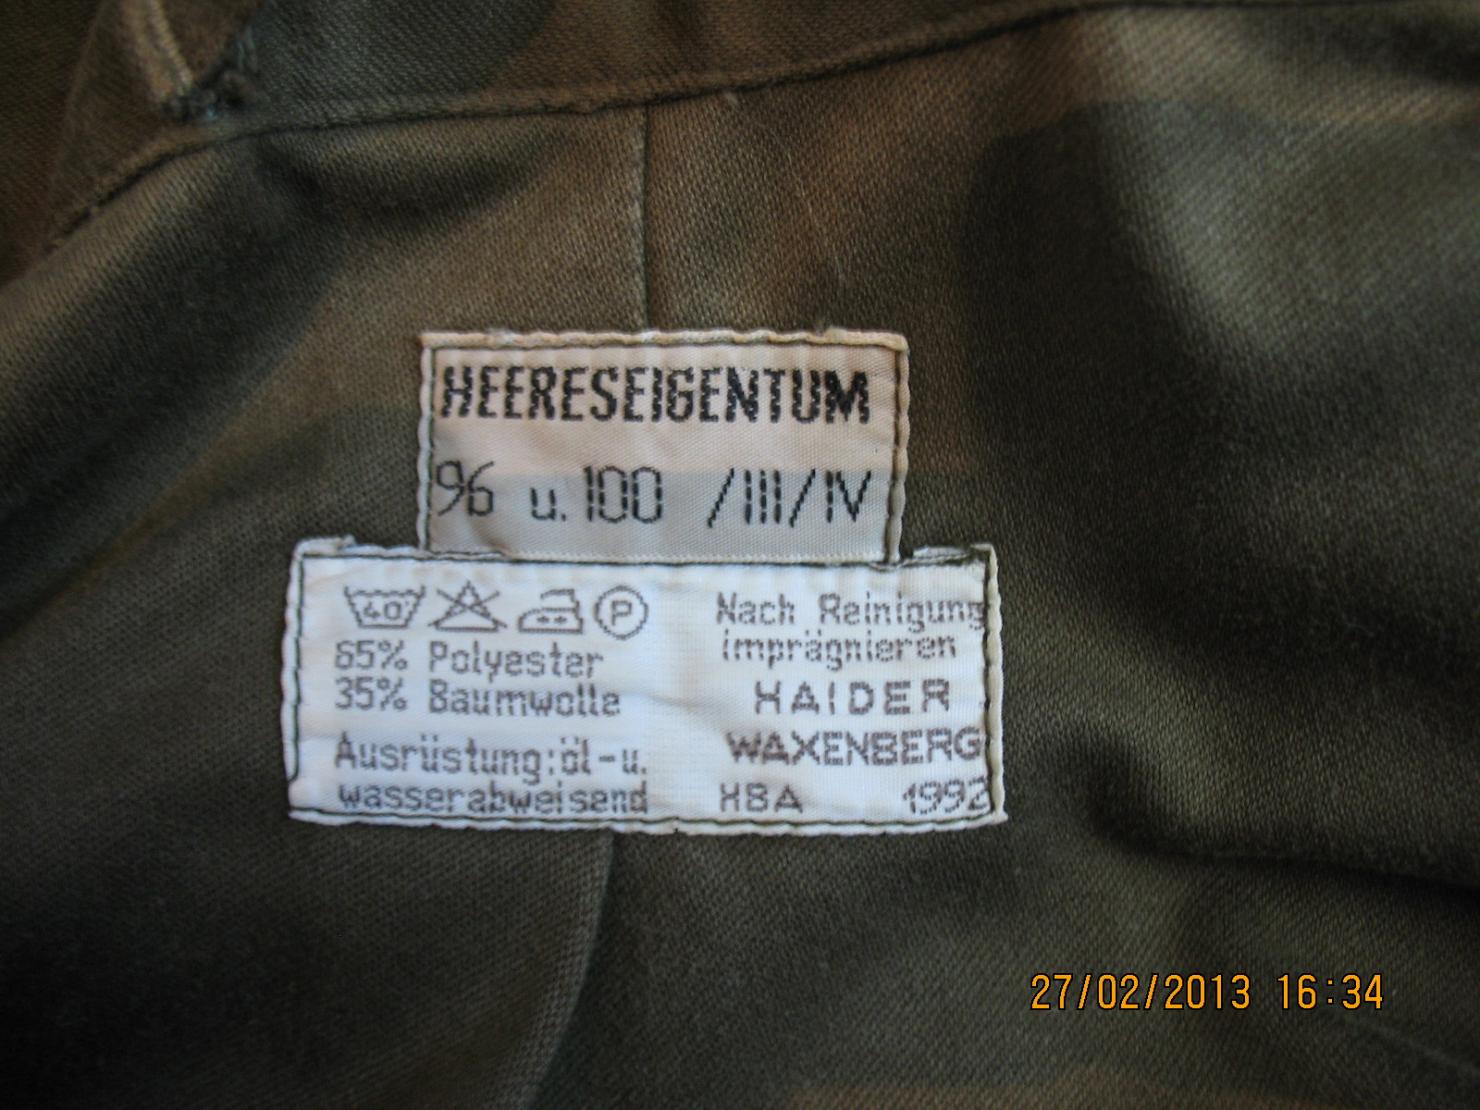 HEERESEIGENTUM
96 u. 100 /III/IV
40 P
65% Polyester
35% Baumwolle
Ausrüstung:öl-u.
wasserabweisend
Nach Reinigung
imprägnieren
HAIDER
WAXENBERG
HBA 1992
27/02/2013 16:34